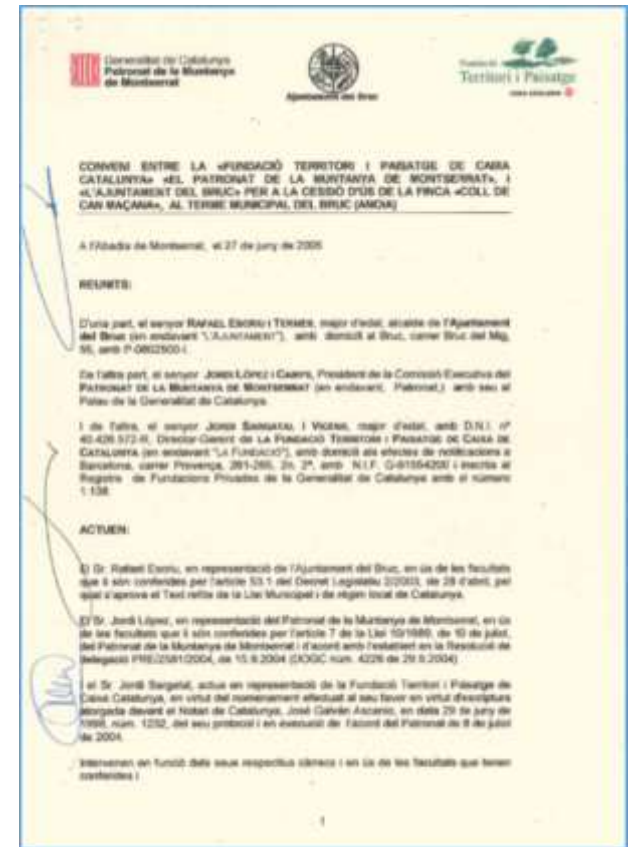 Generalitat de Catalunya
Patronat de la Muntanya
de Montserrat
Ajuntament del Bruc
Fundació
Territori i Paisatge
CAIXA CATALUNYA
CONVENI ENTRE LA «FUNDACIÓ TERRITORI I PAISATGE DE CAIXA
CATALUNYA» «EL PATRONAT DE LA MUNTANYA DE MONTSERRAT», I
«L'AJUNTAMENT DEL BRUC» PER A LA CESSIÓ D'ÚS DE LA FINCA «COLL DE
CAN MAÇANA», AL TERME MUNICIPAL DEL BRUC (ANOIA)
A l'Abadia de Montserrat, el 27 de juny de
REUNITS:
D'una part, el senyor RAFAEL I major d'edat, alcalde de l'Ajuntament
del Bruc (en endavant "L'AJUNTAMENT"), amb domicili al Bruc, carrer Bruc del Mig,
55, amb P-0802500-I.
De l'altra part, el senyor JORDI LÓPEZ I President de la Comissió Executiva del
PATRONAT DE LA MUNTANYA DE MONTSERRAT (en endavant, Patronat,) amb seu al
Palau de la Generalitat de Catalunya.
I de l'altra, el senyor JORDI SARGATAL I VICENS, major d'edat, amb D.N.I. nº
40.426.572-R, Director-Gerent de LA FUNDACIÓ TERRITORI I PAISATGE DE CAIXA DE
CATALUNYA (en endavant "LA FUNDACIÓ"), amb domicili als efectes de notificacions a
Barcelona, carrer Provença, 261-265, 2n. 2ª, amb N.I.F. G-61554200 i inscrita al
Registre de Fundacions Privades de la Generalitat de Catalunya amb el número
1.138.
ACTUEN:
El Sr. Rafael en representació de l'Ajuntament del Bruc, en ús de les facultats
que li són conferides per l'article 53.1 del Decret Legislatiu 2/2003, de 28 d'abril, pel
qual s'aprova el Text refós de la Llei Municipal i de règim local de Catalunya.
El Sr. Jordi López, en representació del Patronat de la Muntanya de Montserrat, en ús
de les facultats que li són conferides per l'article 7 de la Llei 10/1989, de 10 de juliol,
del Patronat de la Muntanya de Montserrat i d'acord amb l'establert en la Resolució de
delegació PRE/2581/2004, de 15.9.2004 (DOGC núm. 4226 de 29.9.2004)
I el Sr. Jordi Sargatal, actua en representació de la Fundació Territori i Paisatge de
Caixa Catalunya, en virtut del nomenament efectuat al seu favor en virtut d'escriptura
atorgada davant el Notari de Catalunya, José Galván Ascanio, en data 29 de juny de
1998, núm. 1232, del seu protocol i en execució de l'acord del Patronat de 8 de juliol
de 2004.
Intervenen en funció dels seus respectius càrrecs i en ús de les facultats que tenen
conferides i
1